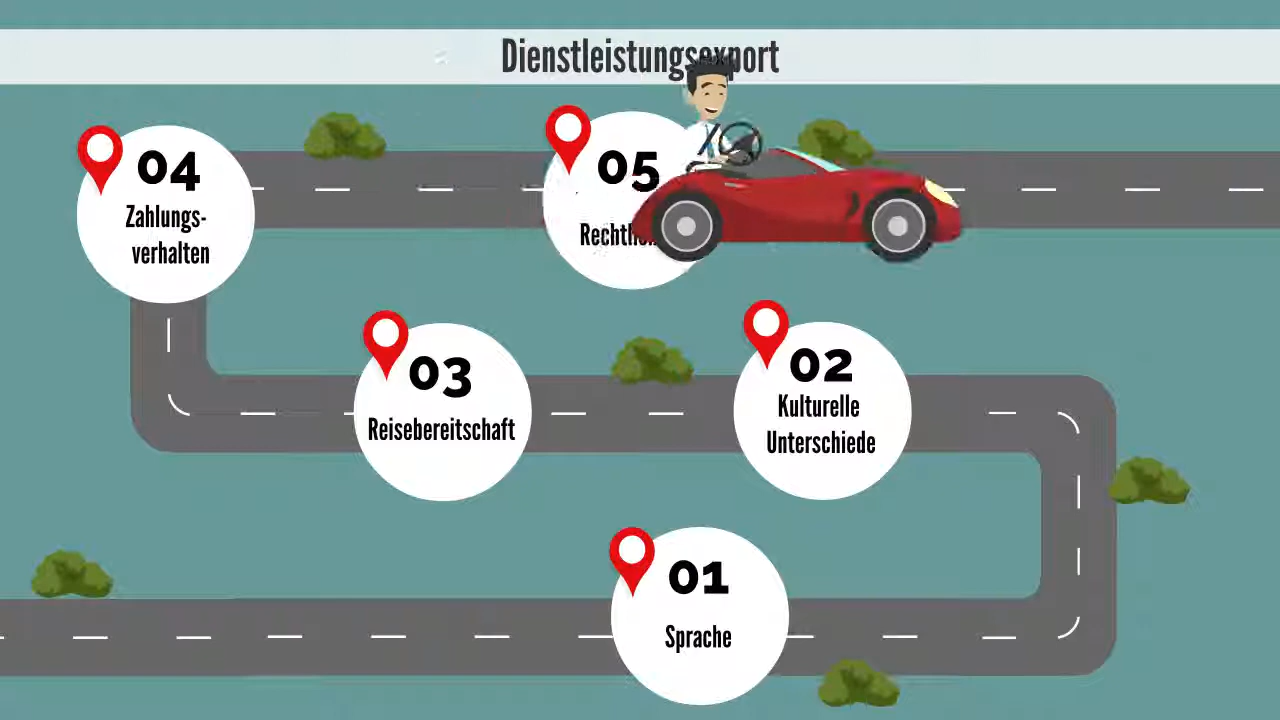 Dienstleistungsexport
04
Zahlungs-
verhalten
05
03
Reisebereitschaft
02
Kulturelle
Unterschiede
01
Sprache